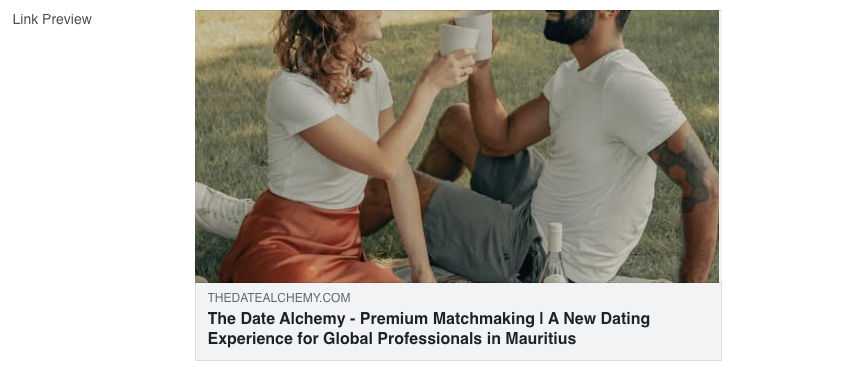 Link Preview
THEDATEALCHEMY.COM
The Date Alchemy - Premium Matchmaking | A New Dating
Experience for Global Professionals in Mauritius